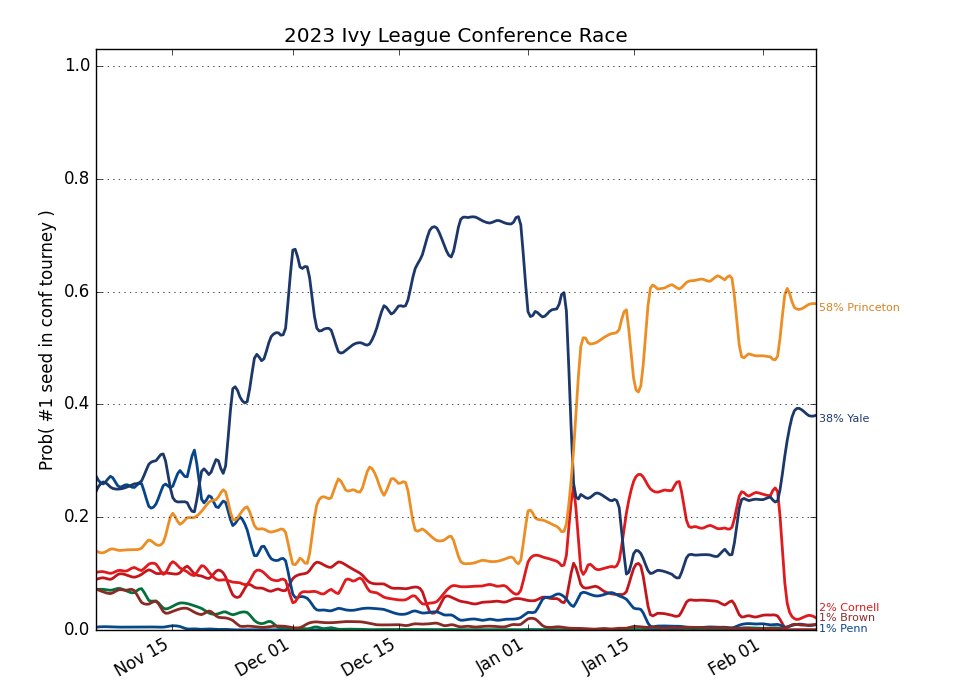 2023 Ivy League Conference Race
Prob( #1 seed in conf tourney )
1.0
0.8
0.6
0.4
0.2
0.0
58% Princeton
38% Yale
2% Cornell
1% Brown
1% Penn
Nov 15
Dec 01
Dec 15
Jan 01
Jan 15
Feb 01